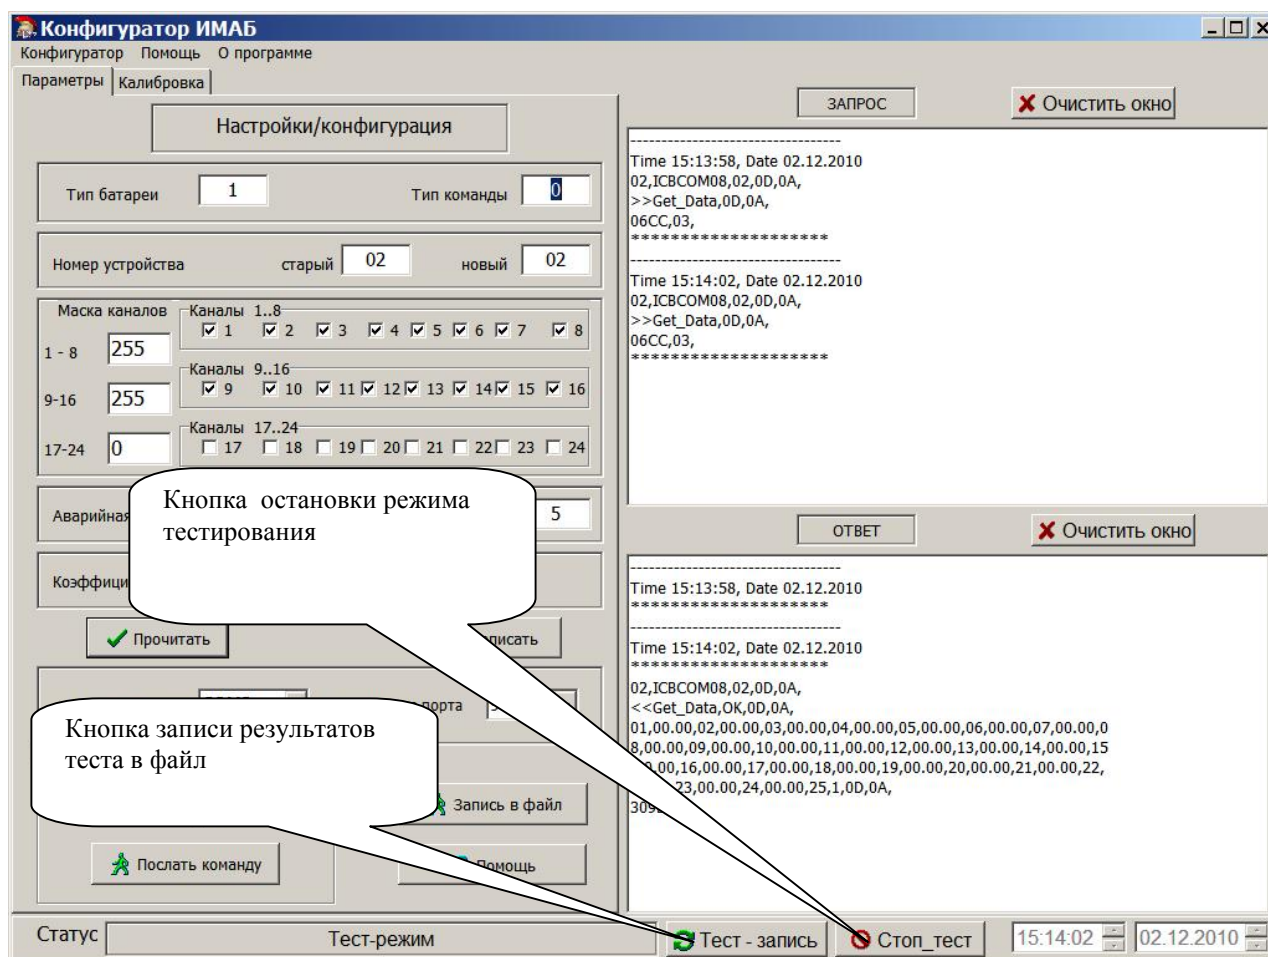 Конфигуратор ИМАБ
Конфигуратор Помощь О программе
Параметры Калибровка
Настройки/конфигурация
Тип батареи 1 Тип команды 0
Номер устройства старый 02 новый 02
Маска каналов
1 - 8 255
9-16 255
17-24 0
Каналы 1..8
1 2 3 4 5 6 7 8
Каналы 9..16
9 10 11 12 13 14 15 16
Каналы 17..24
17 18 19 20 21 22 23 24
Аварийная 5
Кнопка остановки режима
тестирования
Прочитать
порта
Кнопка записи результатов
теста в файл
Запись в файл
Послать команду
Помощь
ЗАПРОС
Очистить окно
----------------------------------
Time 15:13:58, Date 02.12.2010
02,ICBCOM08,02,0D,0A,
>>Get_Data,0D,0A,
06CC,03,
********************
----------------------------------
Time 15:14:02, Date 02.12.2010
02,ICBCOM08,02,0D,0A,
>>Get_Data,0D,0A,
06CC,03,
********************
ОТВЕТ
Очистить окно
----------------------------------
Time 15:13:58, Date 02.12.2010
********************
----------------------------------
Time 15:14:02, Date 02.12.2010
********************
02,ICBCOM08,02,0D,0A,
<<Get_Data,OK,0D,0A,
01,00.00,02,00.00,03,00.00,04,00.00,05,00.00,06,00.00,07,00.00,0
8,00.00,09,00.00,10,00.00,11,00.00,12,00.00,13,00.00,14,00.00,15
00,16,00.00,17,00.00,18,00.00,19,00.00,20,00.00,21,00.00,22,
23,00.00,24,00.00,25,1,0D,0A,
Статус Тест-режим
Тест - запись
Стоп_тест
15:14:02 02.12.2010